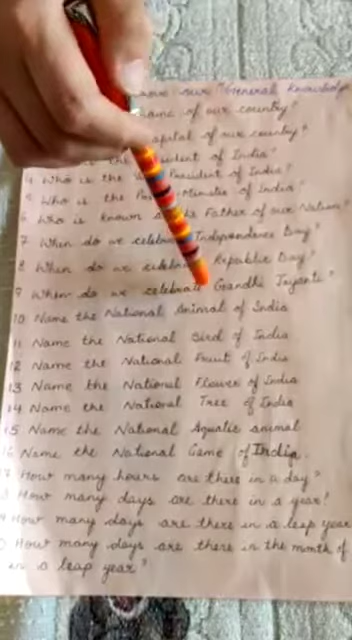 our "General Knowledge
name of our country?
capital of our country?
the sident of India?
4 Who is the President of India?
5 Who is the Minister of India?
6 Who is known Father of our Nation?
7 When do we celebra Independence Day?
8 When do we Republic Day?
9 When do we celebrate Gandhi Jayanti?
10 Name the National Animal of India
11 Name the National Bird of India
12 Name the National Fruit of India
13 Name the National Flower of India
14 Name the National Tree of India
15 Name the National Aquatic animal
16 Name the National Game of India.
17 How many hours are there in a day?
How many days are there in a year?
How many days are there in a leap year
How many days are there in the month of
in a leap year?